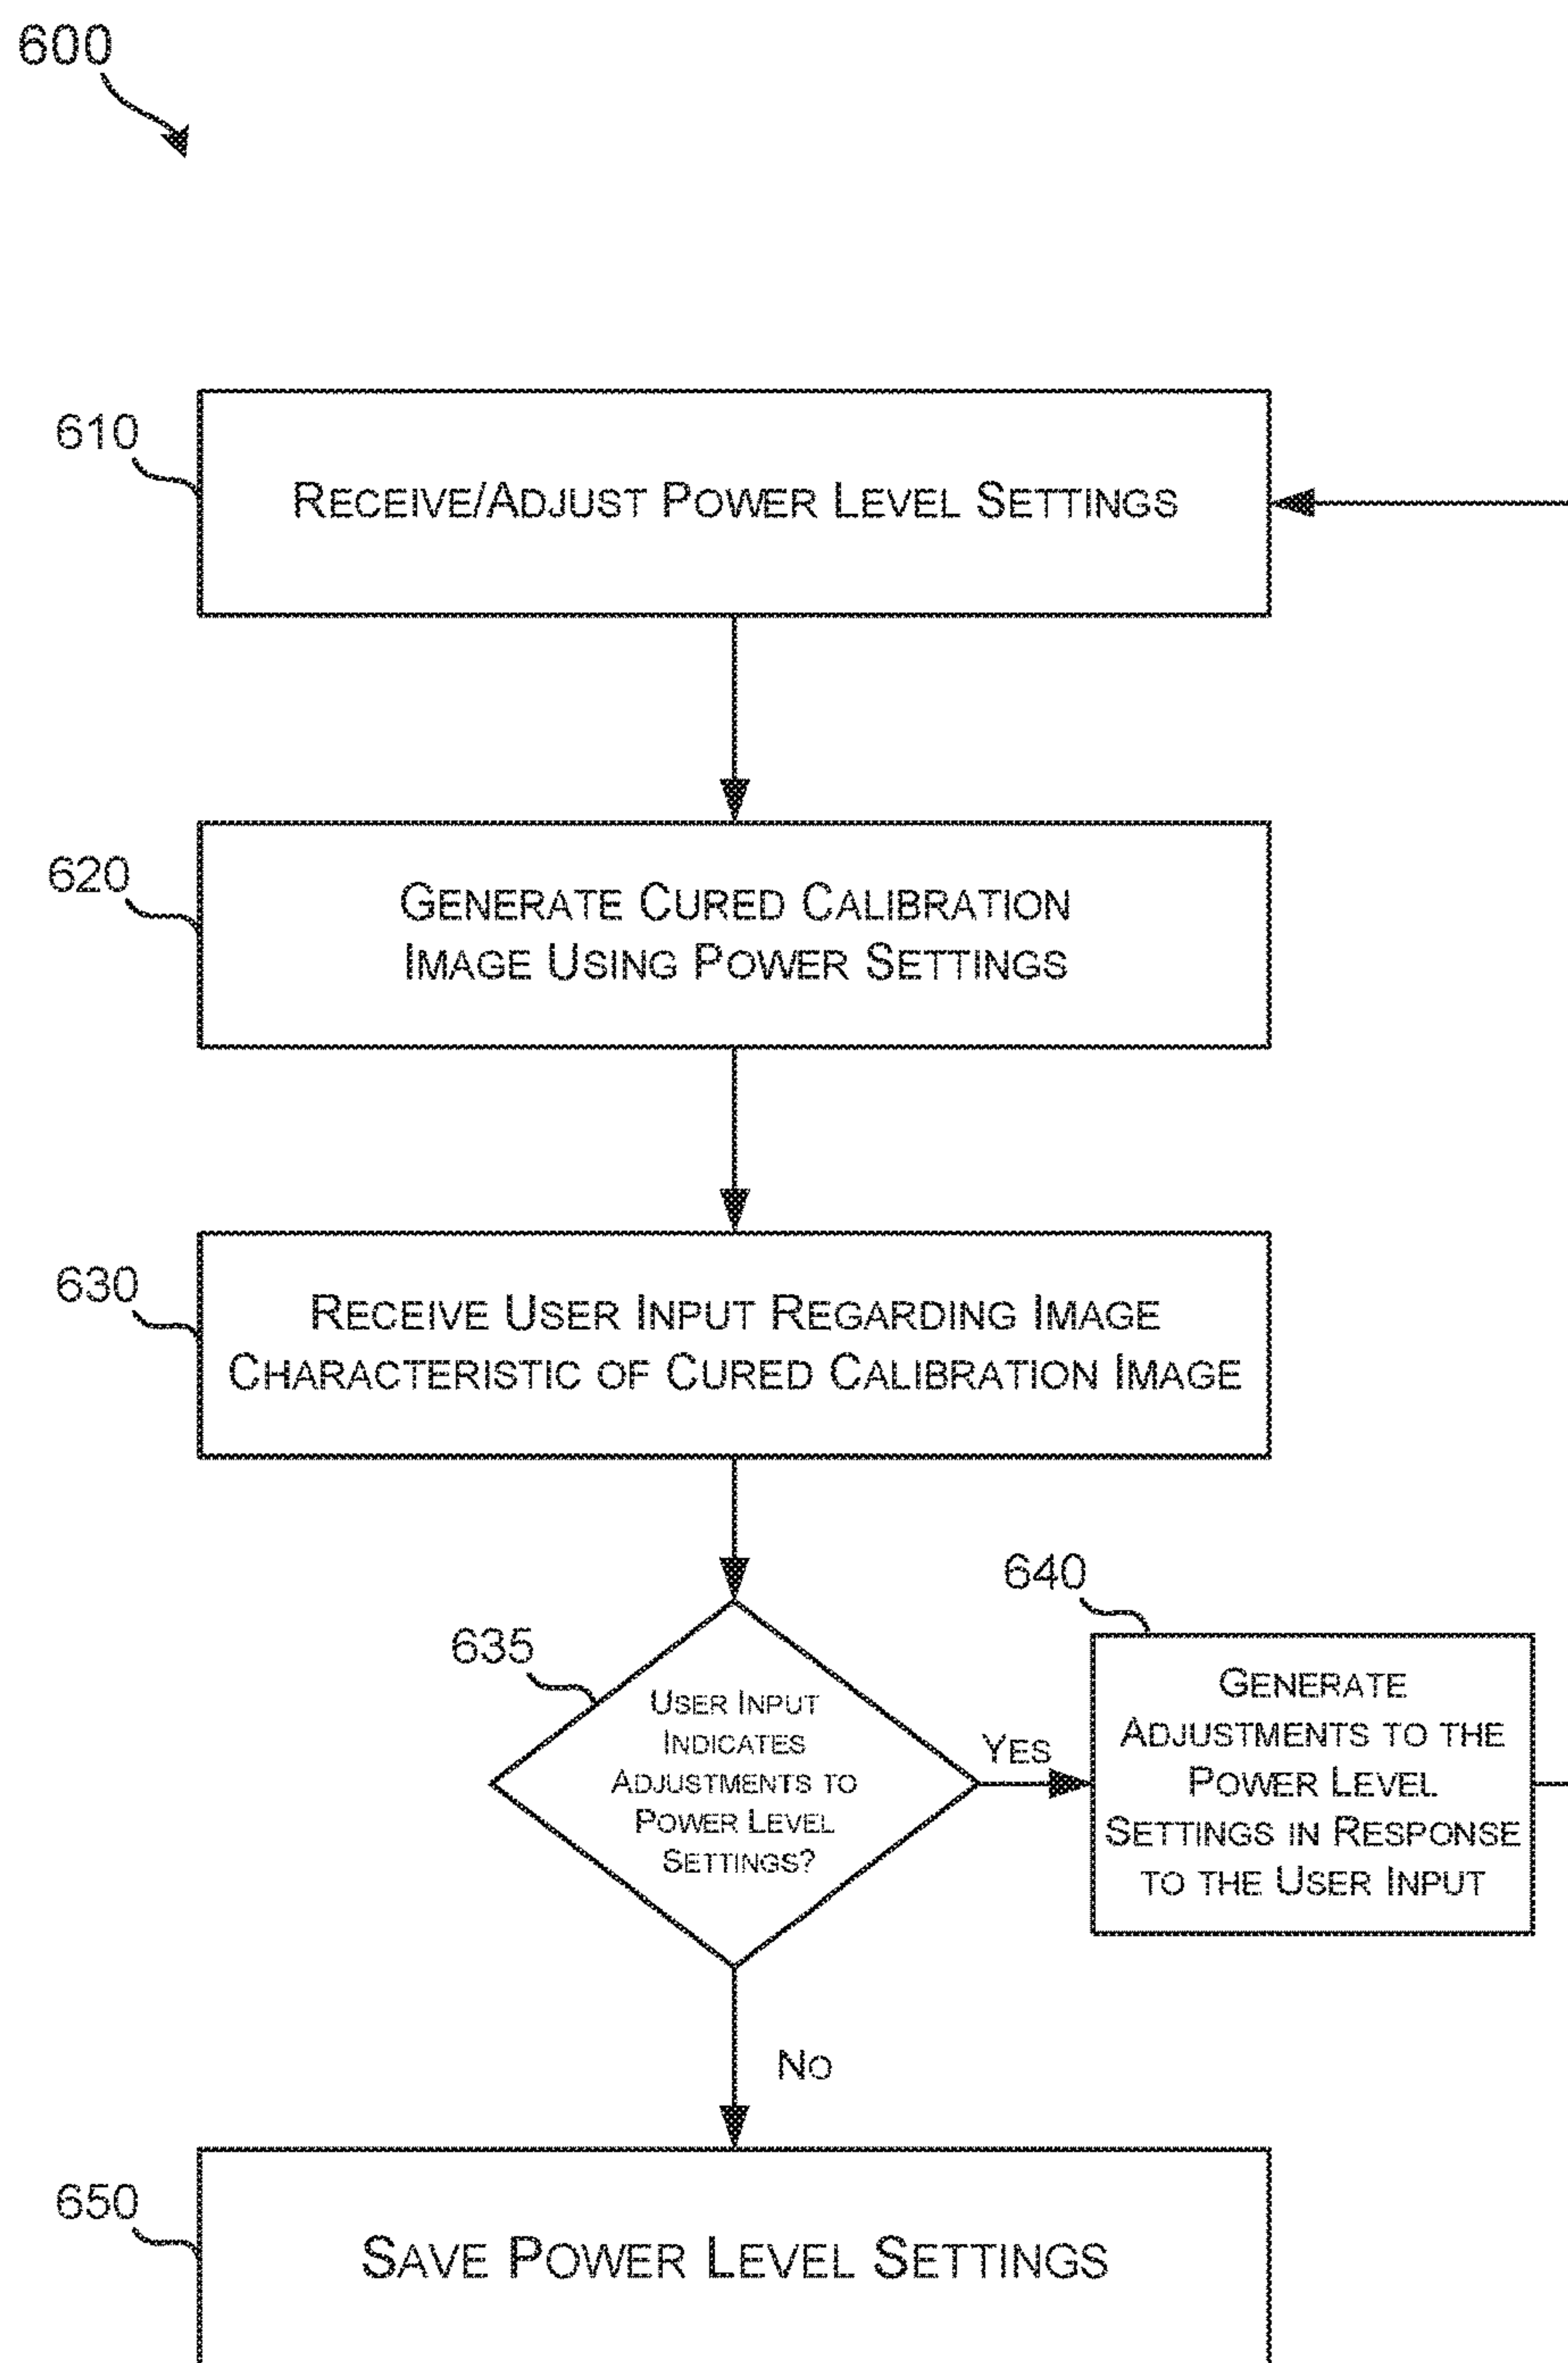 600
610
RECEIVE/ADJUST POWER LEVEL SETTINGS
620
GENERATE CURED CALIBRATION
IMAGE USING POWER SETTINGS
630
RECEIVE USER INPUT REGARDING IMAGE
CHARACTERISTIC OF CURED CALIBRATION IMAGE
635
USER INPUT
INDICATES
ADJUSTMENTS TO
POWER LEVEL
SETTINGS?
YES
640
GENERATE
ADJUSTMENTS TO THE
POWER LEVEL
SETTINGS IN RESPONSE
TO THE USER INPUT
NO
650
SAVE POWER LEVEL SETTINGS